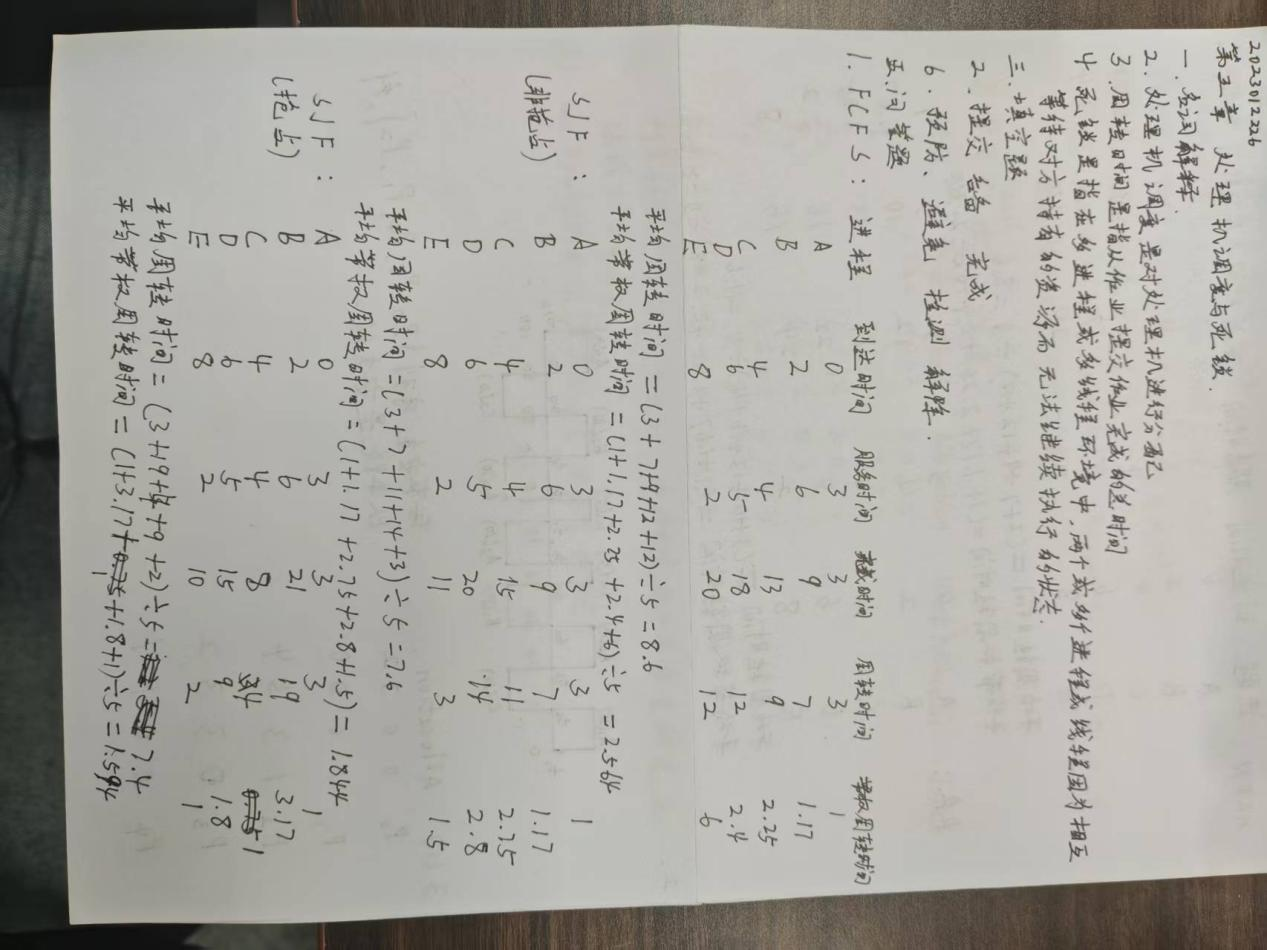 2023012226
第五章 处理机调度与死锁.
一.名词解释.
2.处理机调度是对处理机进行分配
3.周转时间是指从作业提交作业完成的总时间
4.死锁是指在多进程或多线程环境中,两个或多个进程或线程因为相互
等待对方持有的资源而无法继续执行的状态.
三.填空题
2.提交 后备 完成
6.预防、避免 检测 解除.
五.问答题
1.FCFS: 进程 到达时间 服务时间 完成时间 周转时间 带权周转时间
A 0 3 3 3 1
B 2 6 9 7 1.17
C 4 4 13 9 2.25
D 6 5 18 12 2.4
E 8 2 20 12 6
平均周转时间=(3+7+9+12+12)÷5=8.6
平均带权周转时间=(1+1.17+2.25+2.4+6)÷5=2.564
SJF:
(非抢占)
A 0 3 3 3 1
B 2 6 9 7 1.17
C 4 4 15 11 2.75
D 6 5 20 14 2.8
E 8 2 11 3 1.5
平均周转时间=(3+7+11+14+3)÷5=7.6
平均带权周转时间=(1+1.17+2.75+2.8+1.5)=1.844
SJF:
(抢占)
A 0 3 3 3 1
B 2 6 21 19 3.17
C 4 4 8 4 1
D 6 5 15 9 1.8
E 8 2 10 2 1
平均周转时间=(3+19+4+9+2)÷5=7.4
平均带权周转时间=(1+3.17+1+1.8+1)÷5=1.594